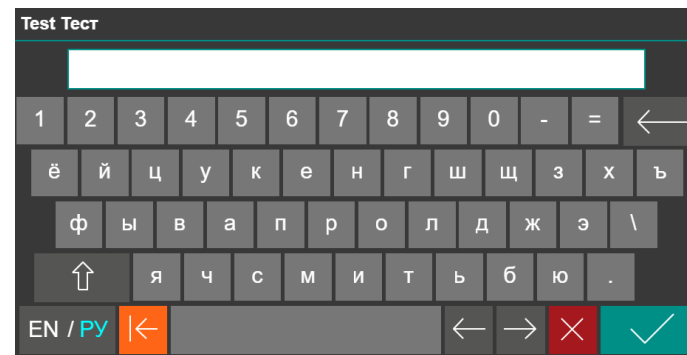 Test Тест
1 2 3 4 5 6 7 8 9 0 - =
ё й ц у к е н г ш щ з х ъ
ф ы в а п р о л д ж э \
я ч с м и т ь б ю .
EN / РУ